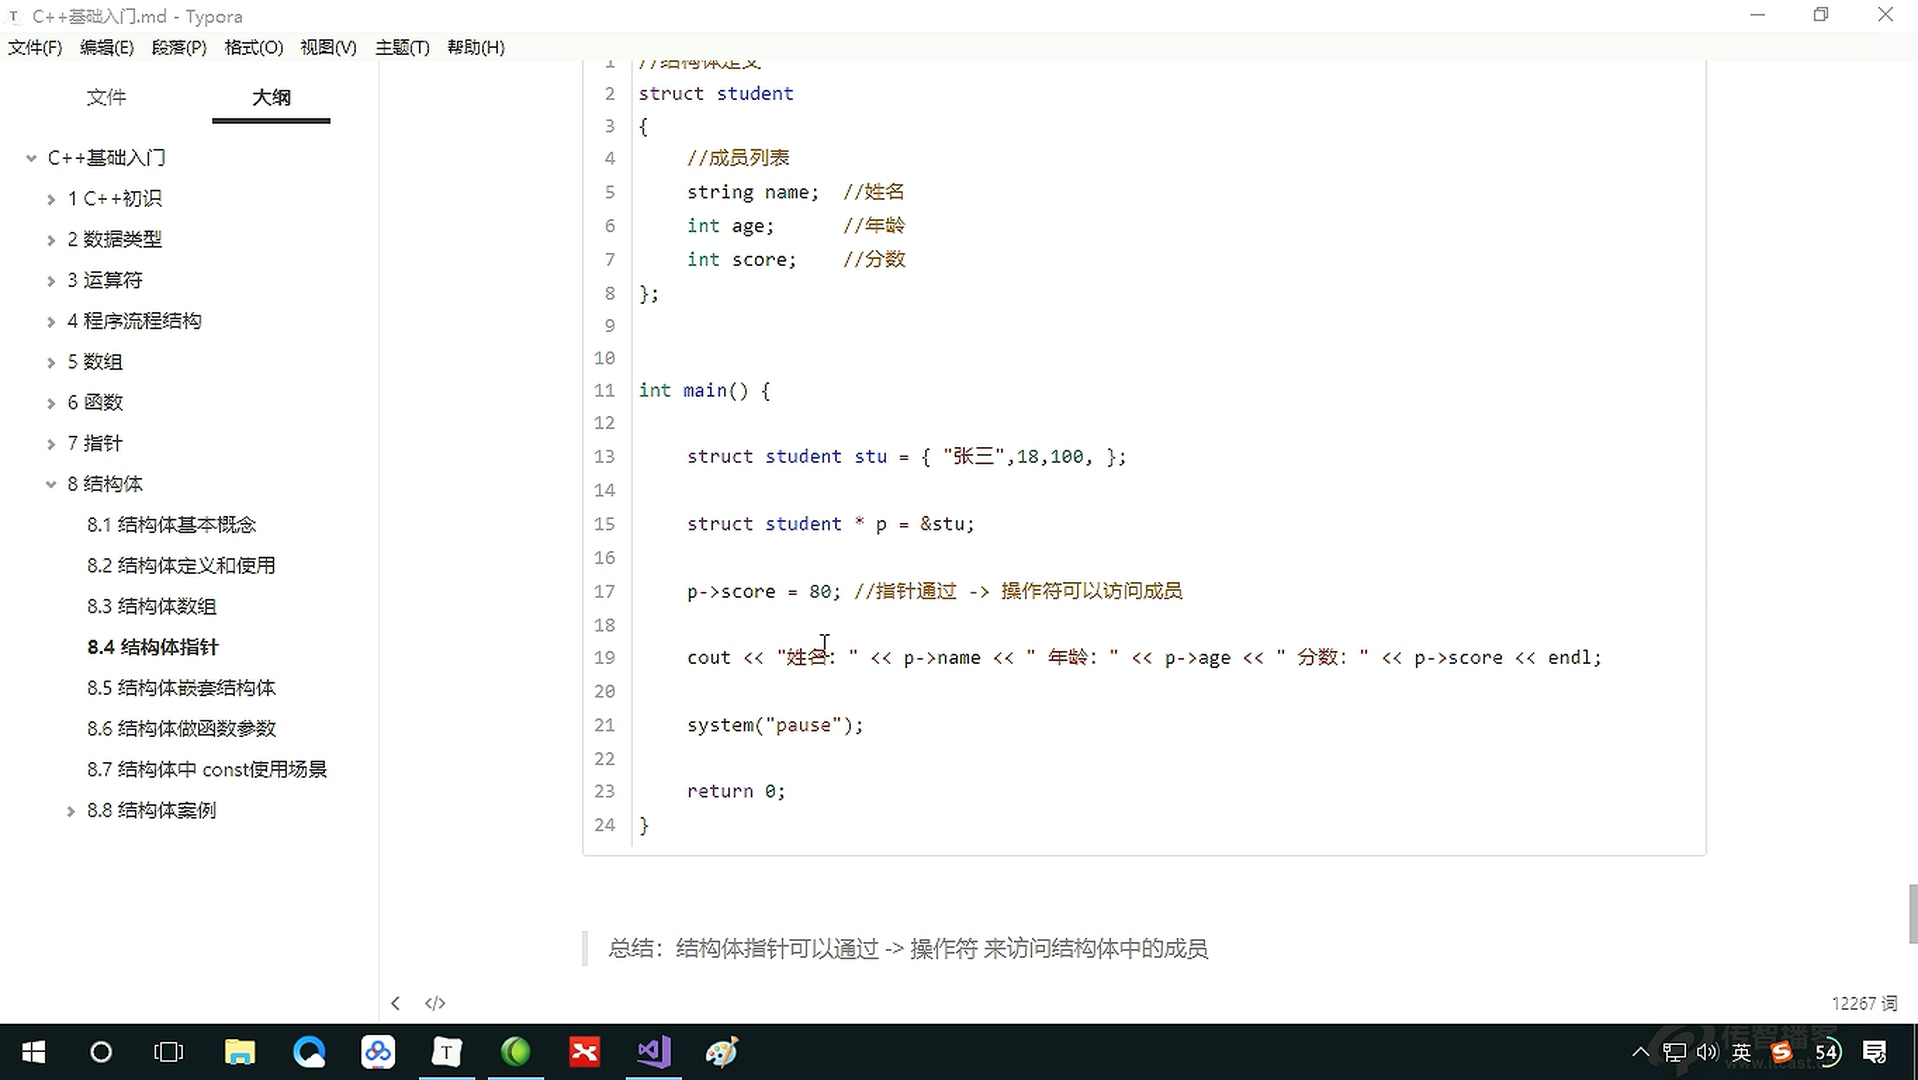 C++基础入门.md - Typora
文件(F) 编辑(E) 段落(P) 格式(O) 视图(V) 主题(T) 帮助(H)
文件 大纲
C++基础入门
1 C++初识
2 数据类型
3 运算符
4 程序流程结构
5 数组
6 函数
7 指针
8 结构体
8.1 结构体基本概念
8.2 结构体定义和使用
8.3 结构体数组
8.4 结构体指针
8.5 结构体嵌套结构体
8.6 结构体做函数参数
8.7 结构体中 const使用场景
8.8 结构体案例
1 //结构体定义
2 struct student
3 {
4 //成员列表
5 string name; //姓名
6 int age; //年龄
7 int score; //分数
8 };
9
10
11 int main() {
12
13 struct student stu = { "张三",18,100, };
14
15 struct student * p = &stu;
16
17 p->score = 80; //指针通过 -> 操作符可以访问成员
18
19 cout << "姓名: " << p->name << " 年龄: " << p->age << " 分数: " << p->score << endl;
20
21 system("pause");
22
23 return 0;
24 }
总结: 结构体指针可以通过 -> 操作符 来访问结构体中的成员
</>
12267 词
英 54
传智播客